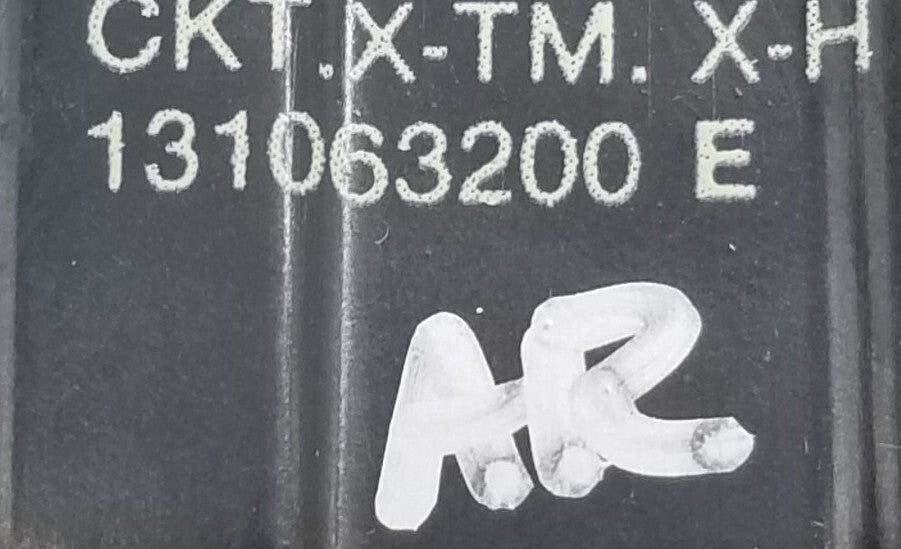 CKT.X-TM. X-H
131063200 E
AR